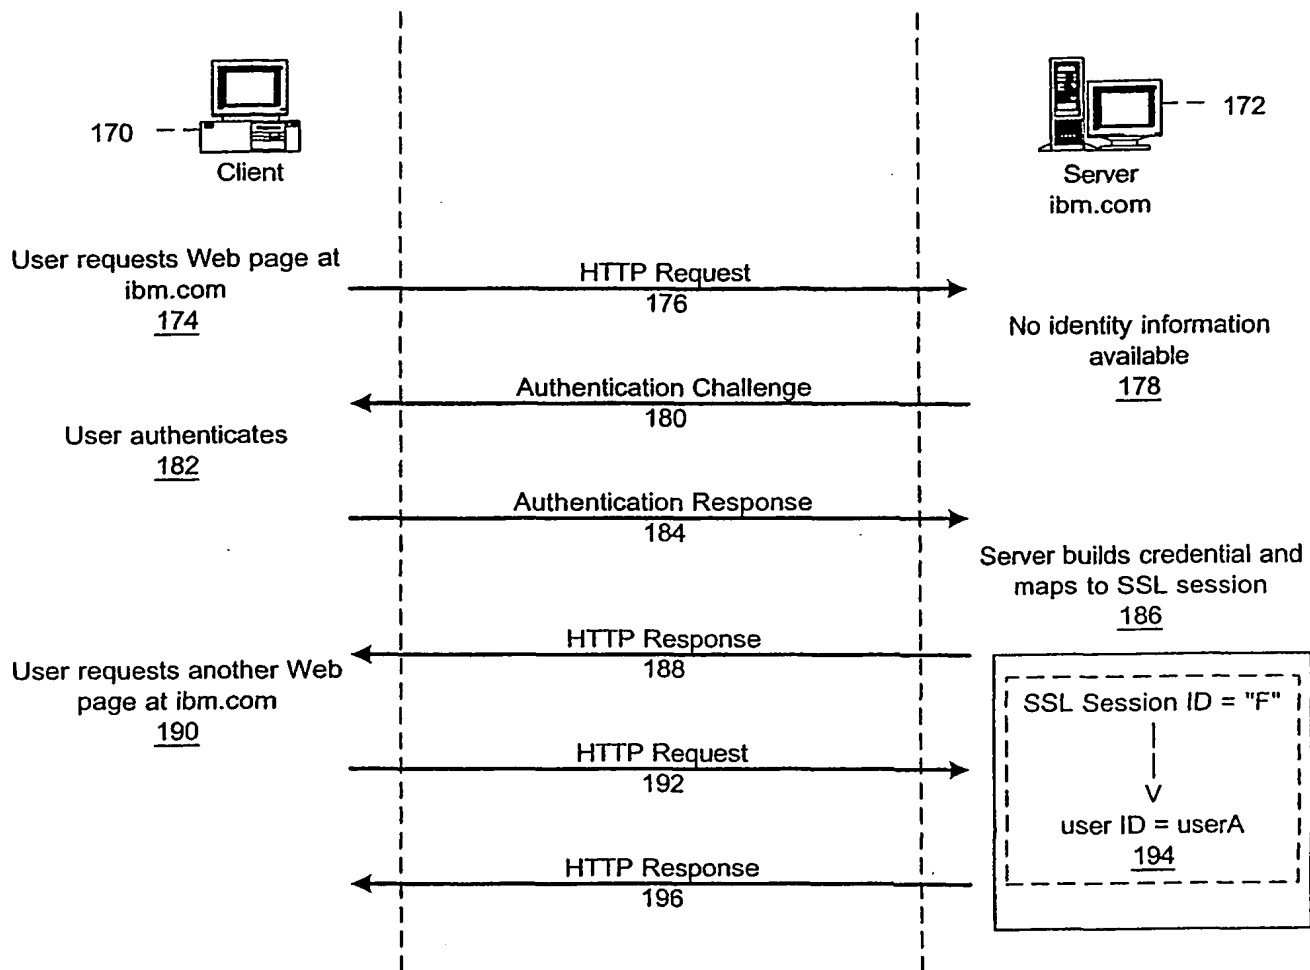 170
Client
172
Server
ibm.com
User requests Web page at
ibm.com
174
HTTP Request
176
No identity information
available
178
Authentication Challenge
180
User authenticates
182
Authentication Response
184
Server builds credential and
maps to SSL session
186
HTTP Response
188
User requests another Web
page at ibm.com
190
SSL Session ID = "F"
HTTP Request
192
user ID = userA
194
HTTP Response
196